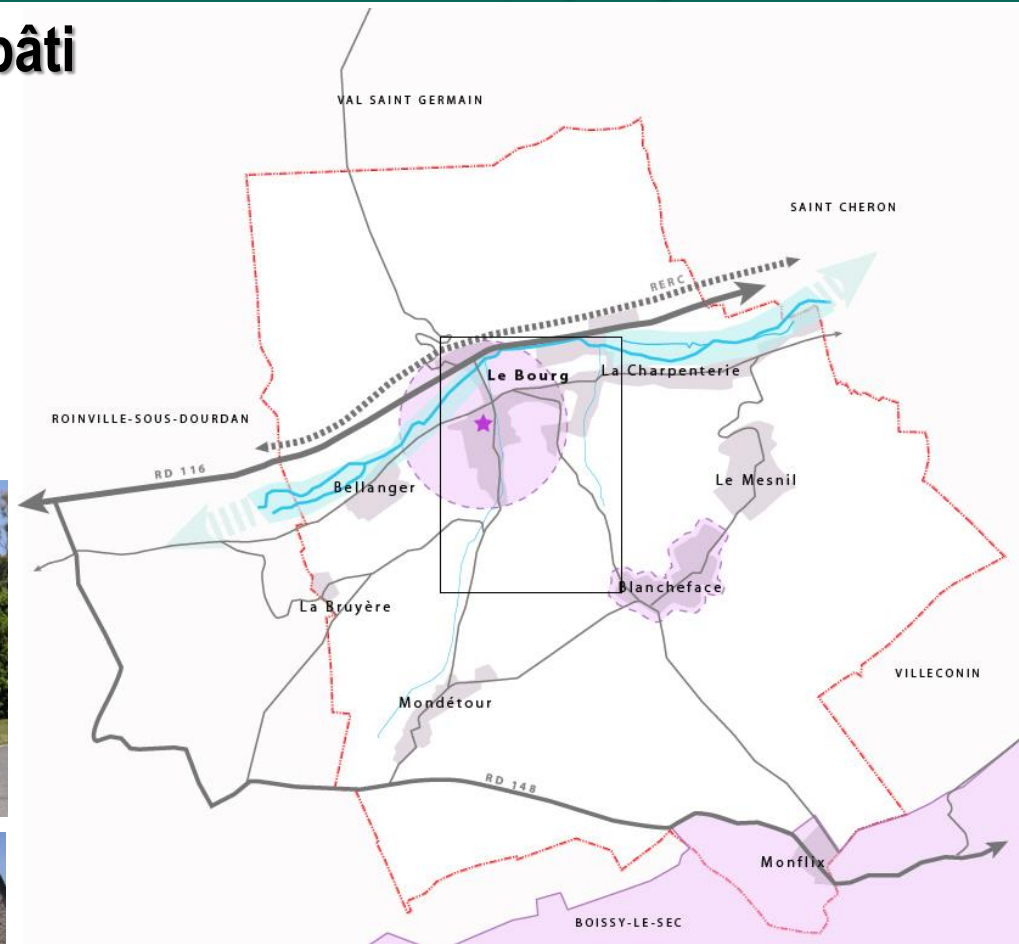 bâti
VAL SAINT GERMAIN
SAINT CHERON
RERC
Le Bourg
La Charpenterie
ROINVILLE-SOUS-DOURDAN
RD 116
Bellanger
Le Mesnil
Blancheface
La Bruyère
VILLECONIN
Mondétour
RD 148
Monflix
BOISSY-LE-SEC